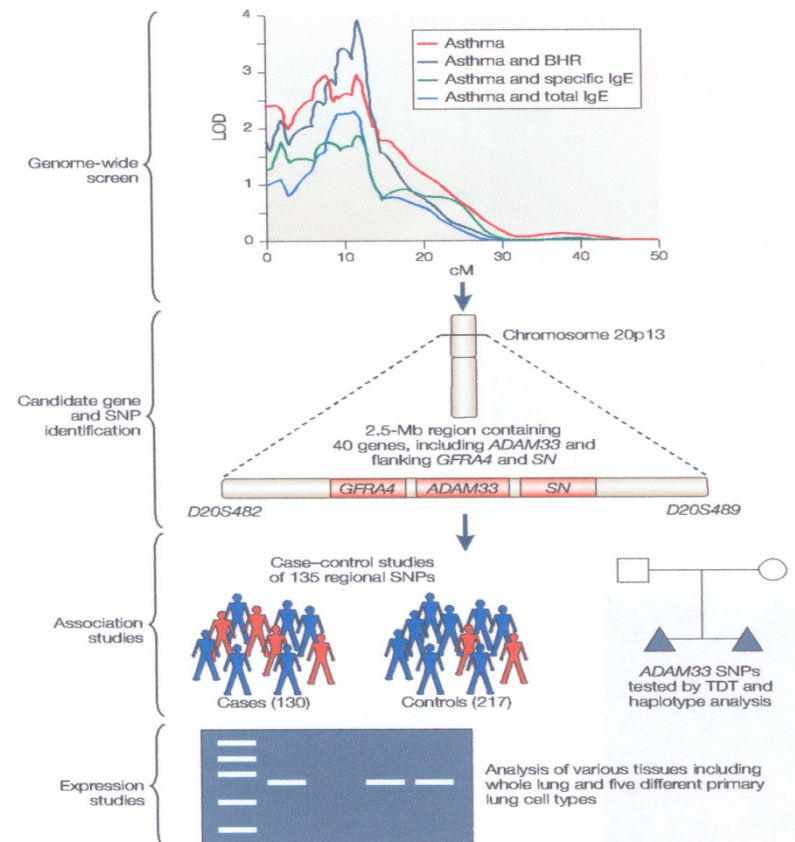 4
3
2
1
0
LOD
Asthma
Asthma and BHR
Asthma and specific IgE
Asthma and total IgE
0
10
20
30
40
50
cM
Genome-wide
screen
Chromosome 20p13
Candidate gene
and SNP
identification
2.5-Mb region containing
40 genes, including ADAM33 and
flanking GFRA4 and SN
GFRA4
ADAM33
SN
D20S482
D20S489
Association
studies
Case–control studies
of 135 regional SNPs
Cases (130)
Controls (217)
ADAM33 SNPs
tested by TDT and
haplotype analysis
Expression
studies
Analysis of various tissues including
whole lung and five different primary
lung cell types